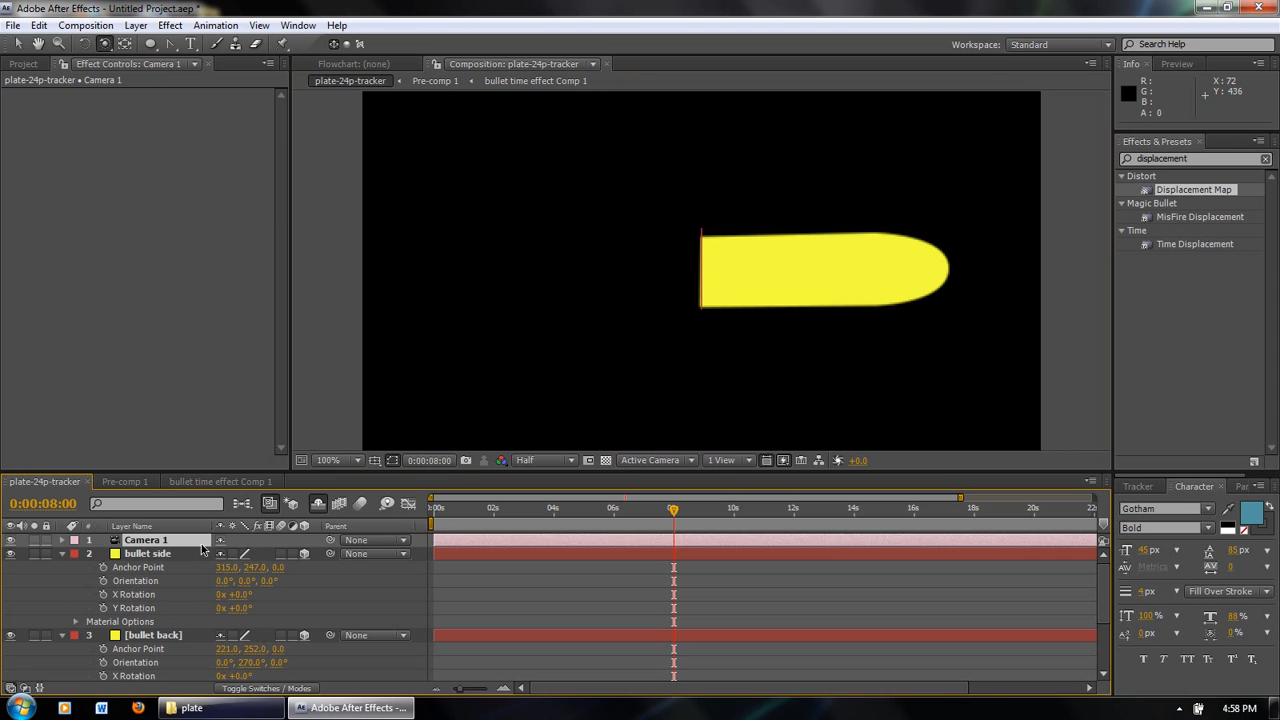 Adobe After Effects - Untitled Project.aep *
File Edit Composition Layer Effect Animation View Window Help
Workspace: Standard Search Help
Project Effect Controls: Camera 1
plate-24p-tracker • Camera 1
Flowchart: (none) Composition: plate-24p-tracker
plate-24p-tracker Pre-comp 1 bullet time effect Comp 1
Info Preview
R: X: 72
G: Y: 436
B:
A: 0
Effects & Presets
displacement
Distort
Displacement Map
Magic Bullet
MisFire Displacement
Time
Time Displacement
100% 0:00:08:00 Half Active Camera 1 View +0.0
plate-24p-tracker Pre-comp 1 bullet time effect Comp 1
0:00:08:00
# Layer Name Parent
:00s 02s 04s 06s 10s 12s 14s 16s 18s 20s 22s
1 Camera 1 None
2 bullet side None
Anchor Point 315.0, 247.0, 0.0
Orientation 0.0°, 0.0°, 0.0°
X Rotation 0x +0.0°
Y Rotation 0x +0.0°
Material Options
3 [bullet back] None
Anchor Point 221.0, 252.0, 0.0
Orientation 0.0°, 270.0°, 0.0°
X Rotation 0x +0.0°
Toggle Switches / Modes
Tracker Character Par
Gotham
Bold
T 45 px 85 px
Metrics 0
4 px Fill Over Stroke
100 % 88 %
0 px 0 %
T T TT Tr T¹ T₁
plate Adobe After Effects -... 4:58 PM